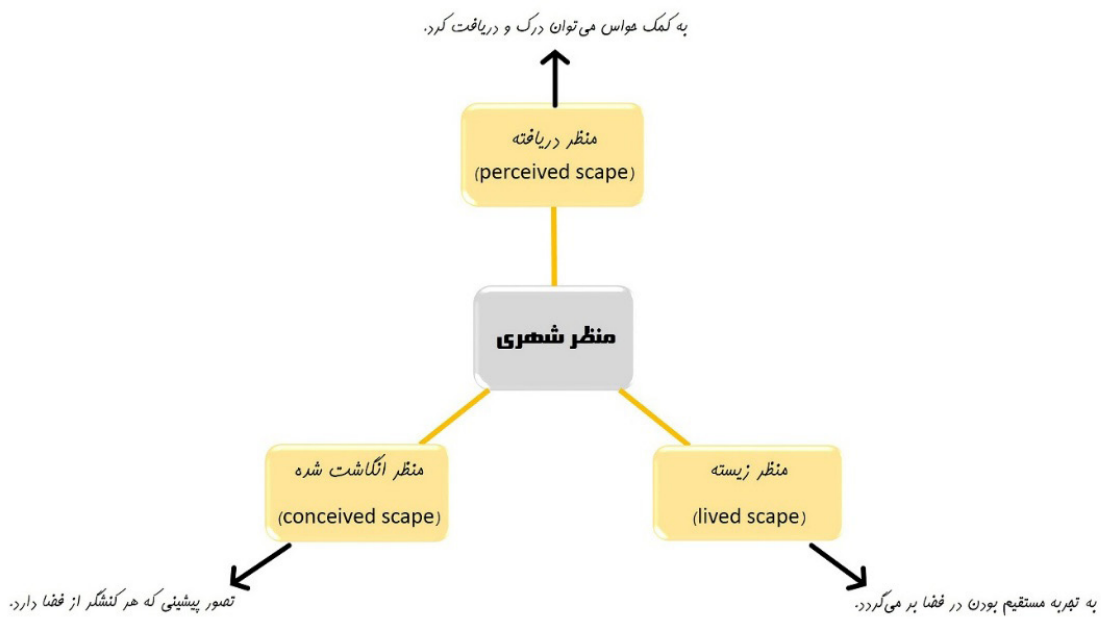 به کمک حواس می‌توان درک و دریافت کرد.
منظر دریافته
(perceived scape)
منظر شهری
منظر انگاشت شده
(conceived scape)
منظر زیسته
(lived scape)
تصور پیشینی که هر کنشگر از فضا دارد.
به تجربه مستقیم بودن در فضا بر می‌گردد.